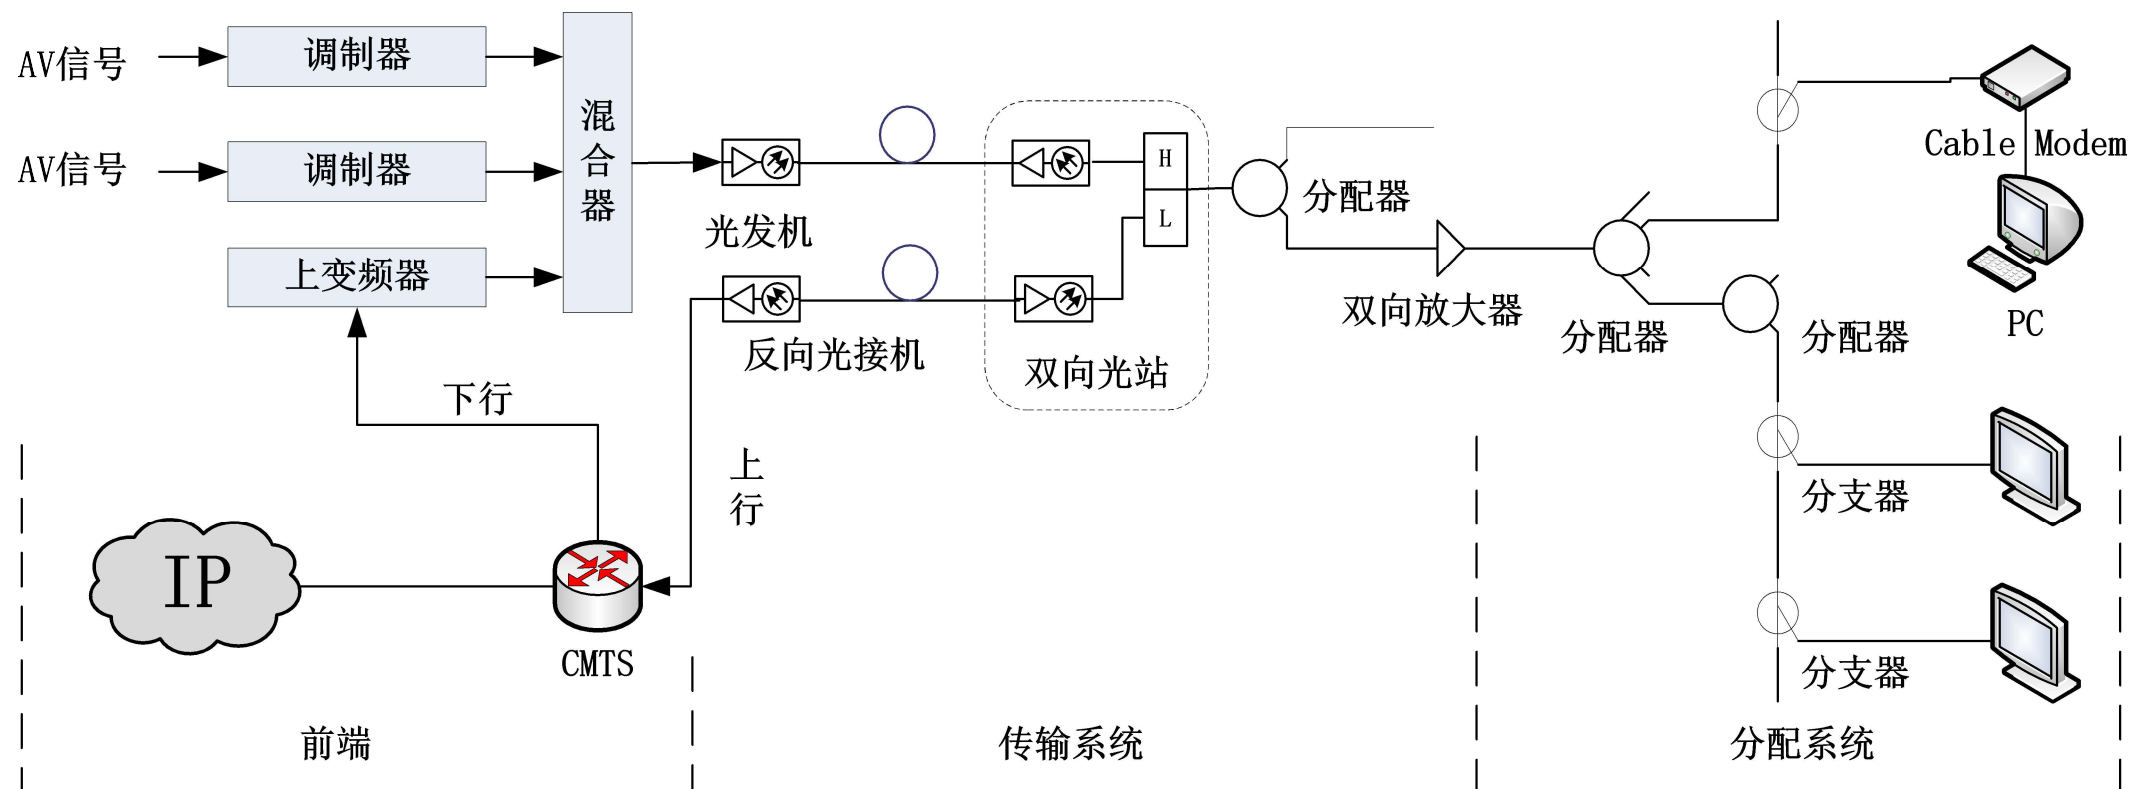 AV信号
调制器
混合器
AV信号
调制器
上变频器
光发机
反向光接机
H
L
双向光站
分配器
双向放大器
分配器
分配器
Cable Modem
PC
分支器
分支器
下行
上行
IP
CMTS
前端
传输系统
分配系统